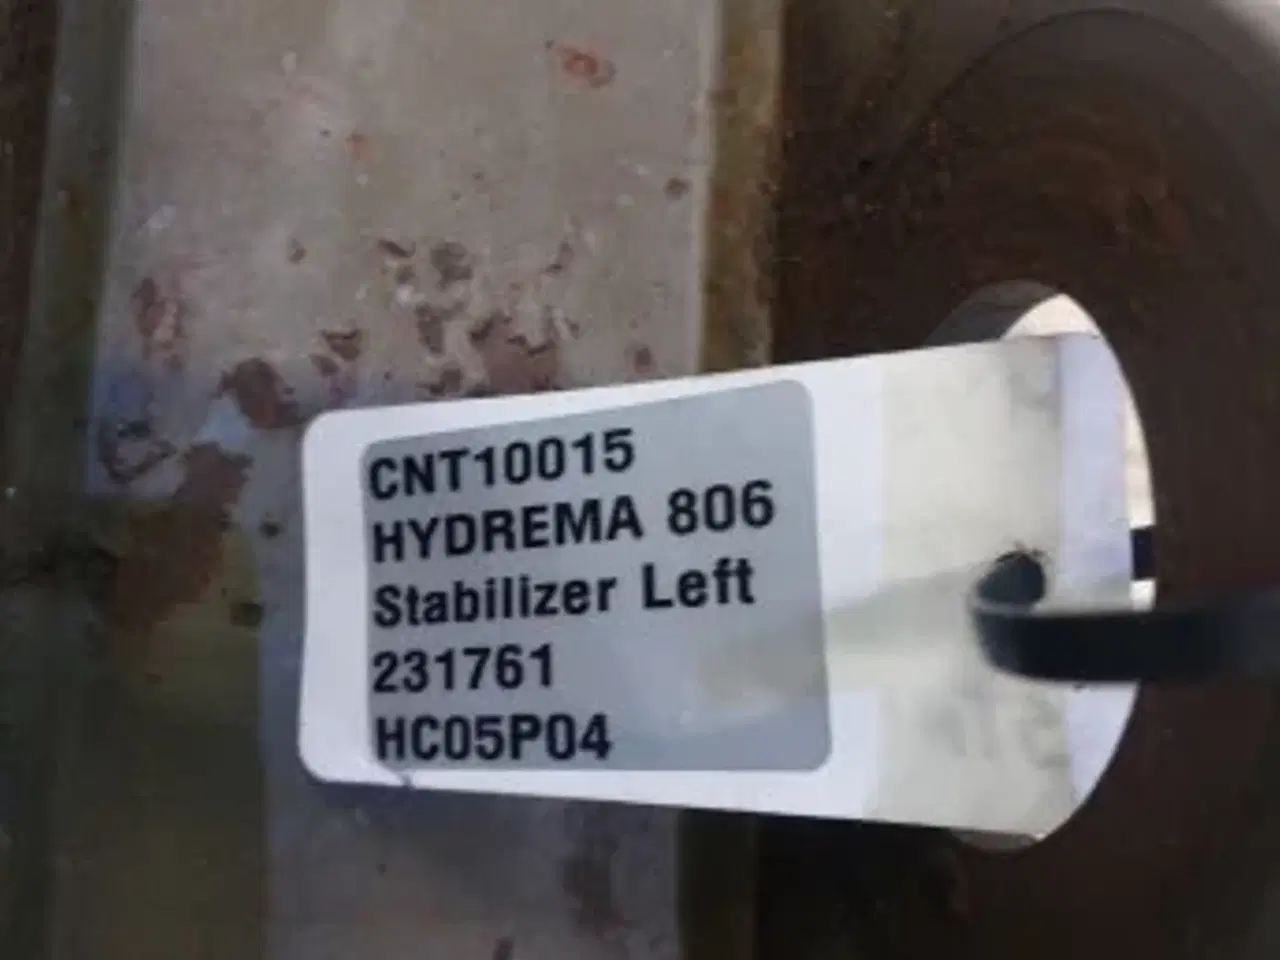 CNT10015
HYDREMA 806
Stabilizer Left
231761
HC05P04